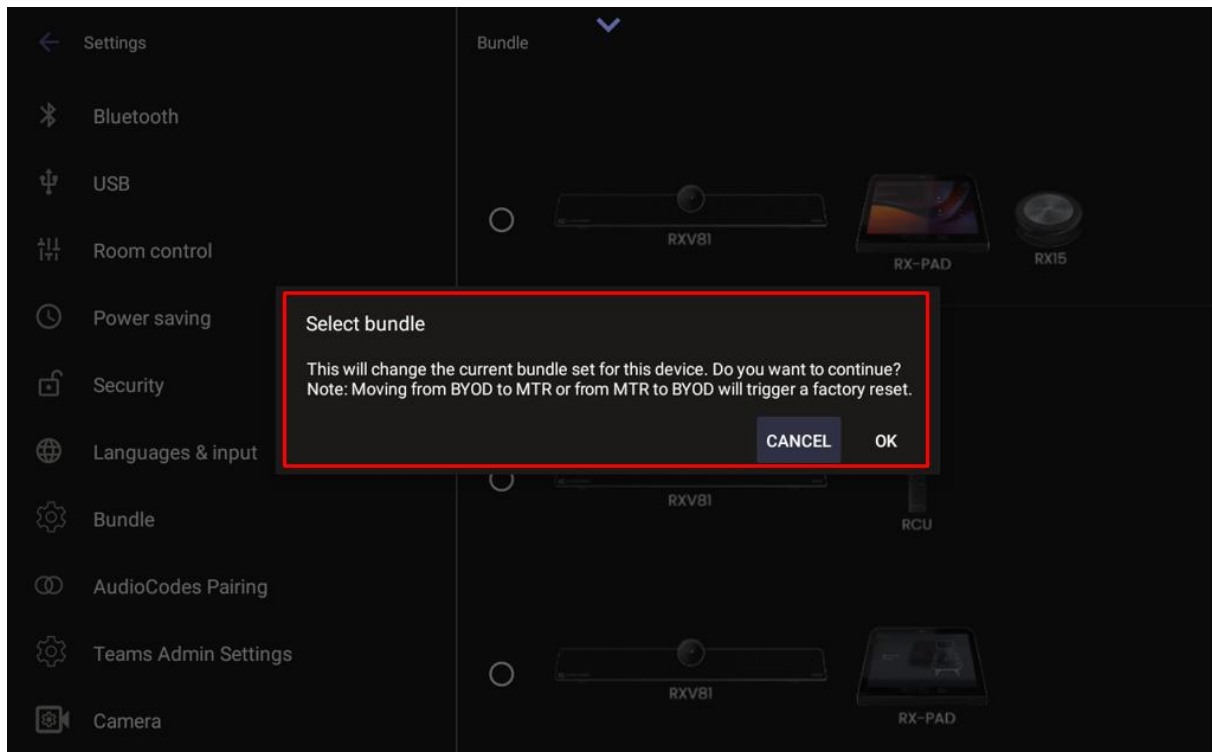 Settings
Bundle
Bluetooth
USB
Room control
Power saving
Security
Languages & input
Bundle
AudioCodes Pairing
Teams Admin Settings
Camera
RXV81
RX-PAD
RX15
Select bundle
This will change the current bundle set for this device. Do you want to continue?
Note: Moving from BYOD to MTR or from MTR to BYOD will trigger a factory reset.
CANCEL
OK
RXV81
RCU
RXV81
RX-PAD